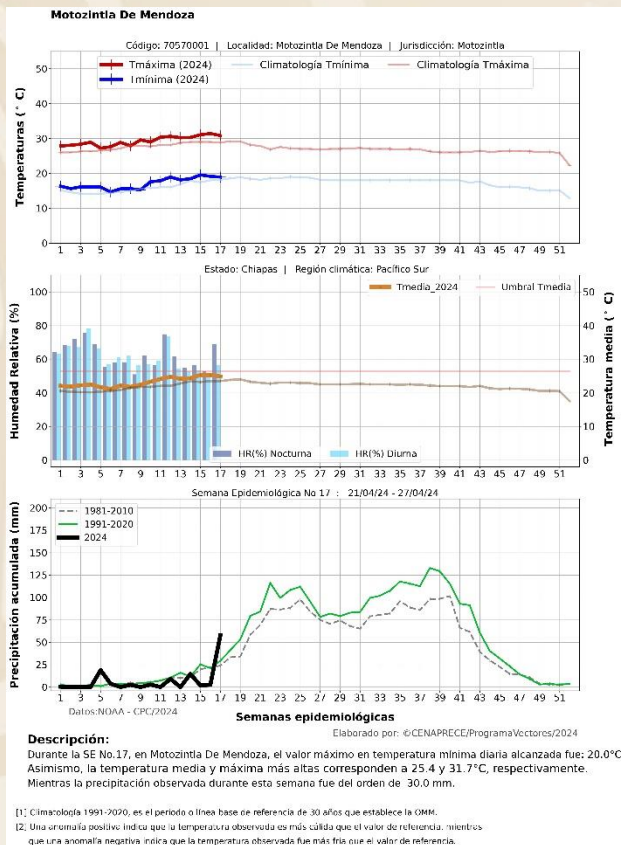 Motozintla De Mendoza
Código: 70570001 | Localidad: Motozintla De Mendoza | Jurisdicción: Motozintla
Tmáxima (2024)
Climatología Tmínima
Climatología Tmáxima
Tmínima (2024)
Temperaturas (° C)
50
40
30
20
10
0
1 3 5 7 9 11 13 15 17 19 21 23 25 27 29 31 33 35 37 39 41 43 45 47 49 51
Estado: Chiapas | Región climática: Pacífico Sur
Tmedia_2024
Umbral Tmedia
Humedad Relativa (%)
Temperatura media (° C)
100 50
80 40
60 30
40 20
20 10
0 0
HR(%) Nocturna
HR(%) Diurna
1 3 5 7 9 11 13 15 17 19 21 23 25 27 29 31 33 35 37 39 41 43 45 47 49 51
Semana Epidemiológica No 17 : 21/04/24 - 27/04/24
1981-2010
1991-2020
2024
Precipitación acumulada (mm)
200
175
150
125
100
75
50
25
0
1 3 5 7 9 11 13 15 17 19 21 23 25 27 29 31 33 35 37 39 41 43 45 47 49 51
Datos:NOAA - CPC/2024
Semanas epidemiológicas
Elaborado por: ©CENAPRECE/ProgramaVectores/2024
Descripción:
Durante la SE No.17, en Motozintla De Mendoza, el valor máximo en temperatura mínima diaria alcanzada fue: 20.0°C
Asimismo, la temperatura media y máxima más altas corresponden a 25.4 y 31.7°C, respectivamente.
Mientras la precipitación observada durante esta semana fue del orden de 30.0 mm.
[1] Climatología 1991-2020, es el periodo o línea base de referencia de 30 años que establece la OMM.
[2] Una anomalía positiva indica que la temperatura observada es más cálida que el valor de referencia, mientras
que una anomalía negativa indica que la temperatura observada fue más fría que el valor de referencia.